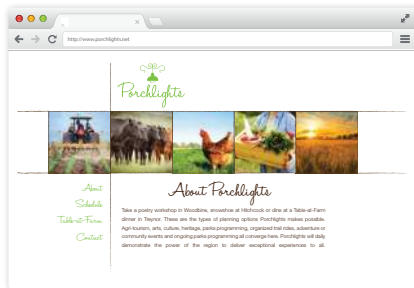 http://www.porchlights.net
Porchlights
About
Schedule
Table-at-Farm
Contact
About Porchlights
Take a poetry workshop in Woodbine, snowshoe at Hitchcock or dine at a Table-at-Farm
dinner in Treynor. These are the types of planning options Porchlights makes possible.
Agri-tourism, arts, culture, heritage, parks programming, organized trail rides, adventure or
community events and ongoing parks programming all converge here. Porchlights will daily
demonstrate the power of the region to deliver exceptional experiences to all.